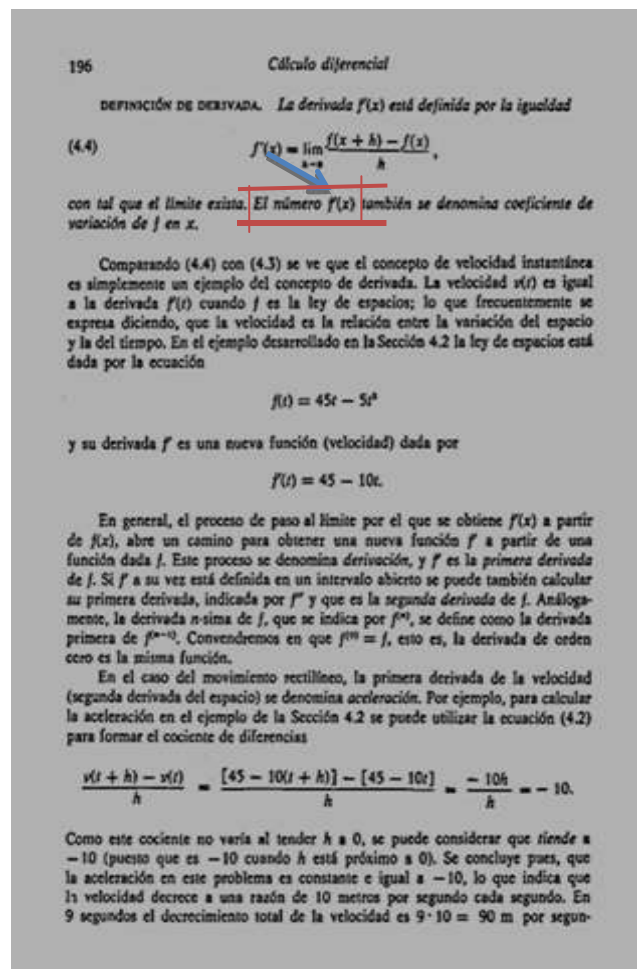 196 Cálculo diferencial
DEFINICIÓN DE DERIVADA. La derivada f'(x) está definida por la igualdad
(4.4) f'(x) = lim h→0 f(x + h) − f(x) / h ,
con tal que el límite exista. El número f'(x) también se denomina coeficiente de
variación de f en x.
Comparando (4.4) con (4.3) se ve que el concepto de velocidad instantánea
es simplemente un ejemplo del concepto de derivada. La velocidad v(t) es igual
a la derivada f'(t) cuando f es la ley de espacios; lo que frecuentemente se
expresa diciendo, que la velocidad es la relación entre la variación del espacio
y la del tiempo. En el ejemplo desarrollado en la Sección 4.2 la ley de espacios está
dada por la ecuación
f(t) = 45t − 5t²
y su derivada f' es una nueva función (velocidad) dada por
f'(t) = 45 − 10t.
En general, el proceso de paso al límite por el que se obtiene f'(x) a partir
de f(x), abre un camino para obtener una nueva función f' a partir de una
función dada f. Este proceso se denomina derivación, y f' es la primera derivada
de f. Si f' a su vez está definida en un intervalo abierto se puede también calcular
su primera derivada, indicada por f'' y que es la segunda derivada de f. Análoga-
mente, la derivada n-sima de f, que se indica por f⁽ⁿ⁾, se define como la derivada
primera de f⁽ⁿ⁻¹⁾. Convendremos en que f⁽⁰⁾ = f, esto es, la derivada de orden
cero es la misma función.
En el caso del movimiento rectilíneo, la primera derivada de la velocidad
(segunda derivada del espacio) se denomina aceleración. Por ejemplo, para calcular
la aceleración en el ejemplo de la Sección 4.2 se puede utilizar la ecuación (4.2)
para formar el cociente de diferencias
v(t + h) − v(t) / h = [45 − 10(t + h)] − [45 − 10t] / h = − 10h / h = − 10.
Como este cociente no varía al tender h a 0, se puede considerar que tiende a
−10 (puesto que es −10 cuando h está próximo a 0). Se concluye pues, que
la aceleración en este problema es constante e igual a −10, lo que indica que
la velocidad decrece a una razón de 10 metros por segundo cada segundo. En
9 segundos el decrecimiento total de la velocidad es 9 · 10 = 90 m por segun-